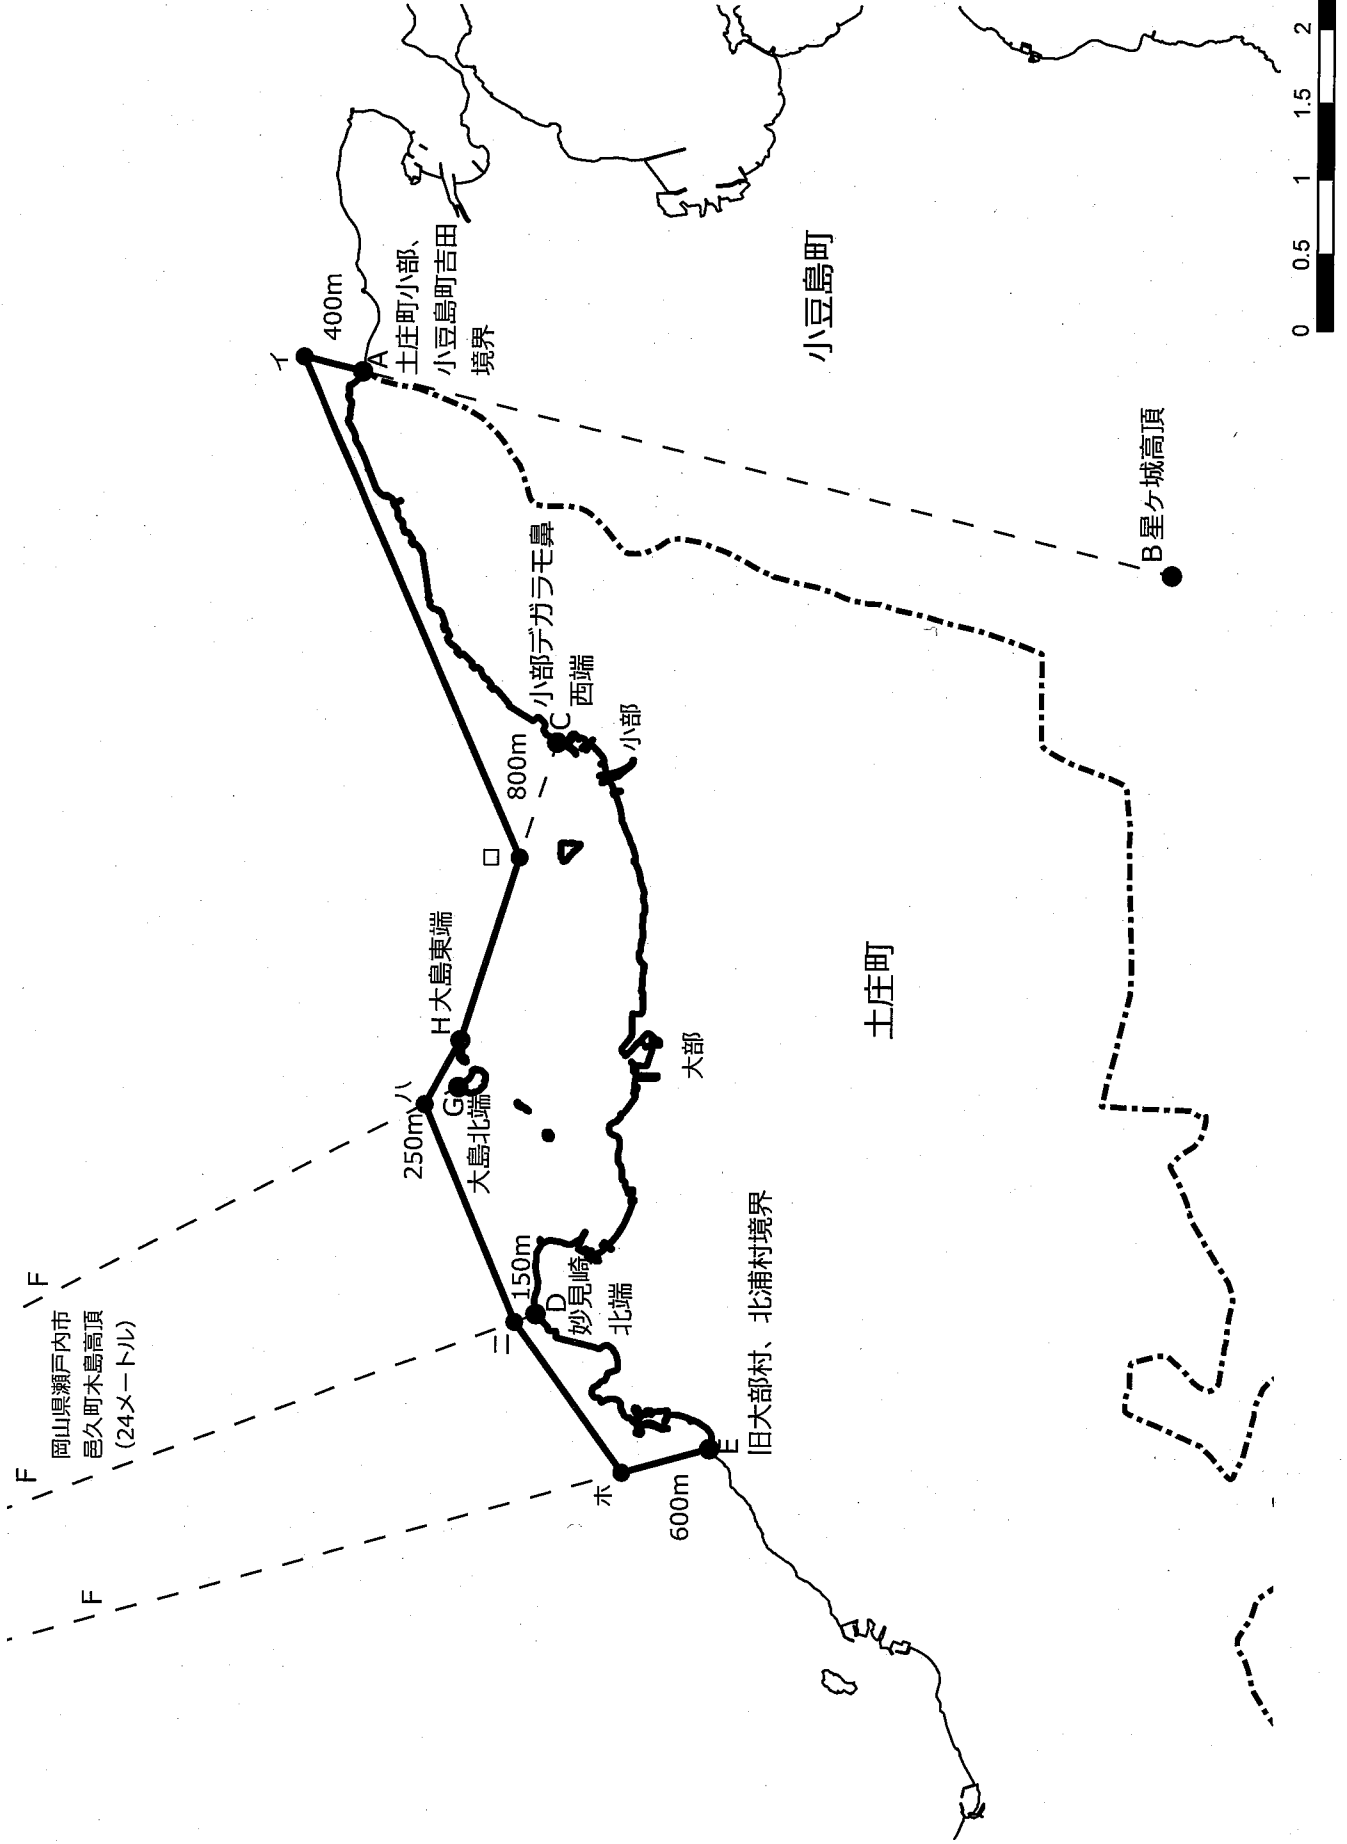 F
F
F
岡山県瀬戸内市
邑久町木島高頂
(24メートル)
ホ
600m
E
旧大部村、北浦村境界
ニ
150m
D
妙見崎
北端
ハ
250m
G
大島北端
H 大島東端
大部
ロ
800m
C
小部デガラモ鼻
西端
小部
イ
400m
A
土庄町小部、
小豆島町吉田
境界
B 星ヶ城高頂
土庄町
小豆島町
0 0.5 1 1.5 2